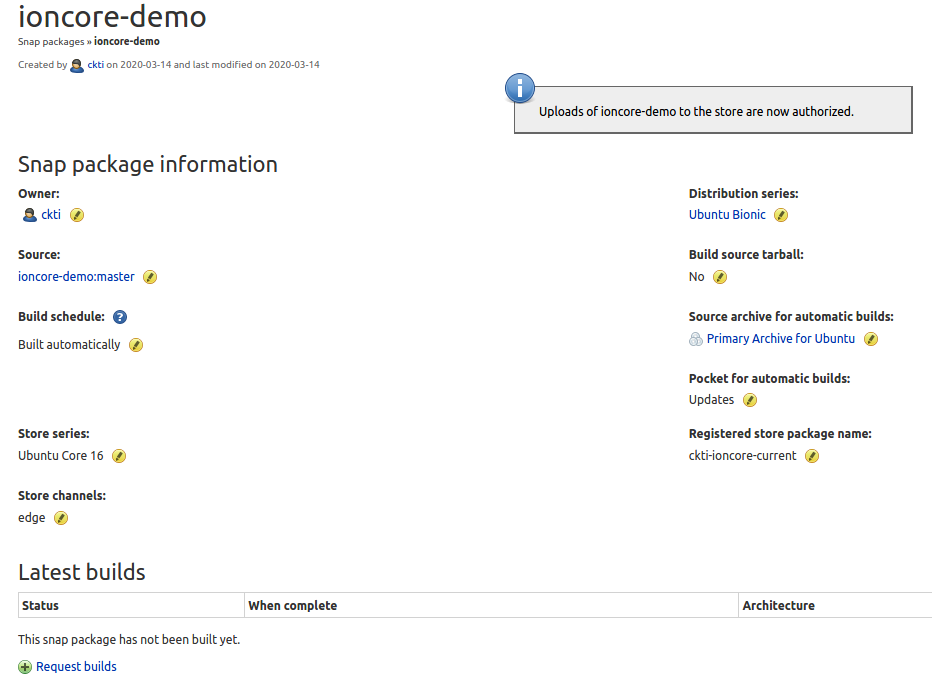 ioncore-demo
Snap packages » ioncore-demo
Created by ckti on 2020-03-14 and last modified on 2020-03-14
Uploads of ioncore-demo to the store are now authorized.
Snap package information
Owner:
ckti
Distribution series:
Ubuntu Bionic
Source:
ioncore-demo:master
Build source tarball:
No
Build schedule:
Built automatically
Source archive for automatic builds:
Primary Archive for Ubuntu
Pocket for automatic builds:
Updates
Store series:
Ubuntu Core 16
Registered store package name:
ckti-ioncore-current
Store channels:
edge
Latest builds
Status When complete Architecture
This snap package has not been built yet.
Request builds